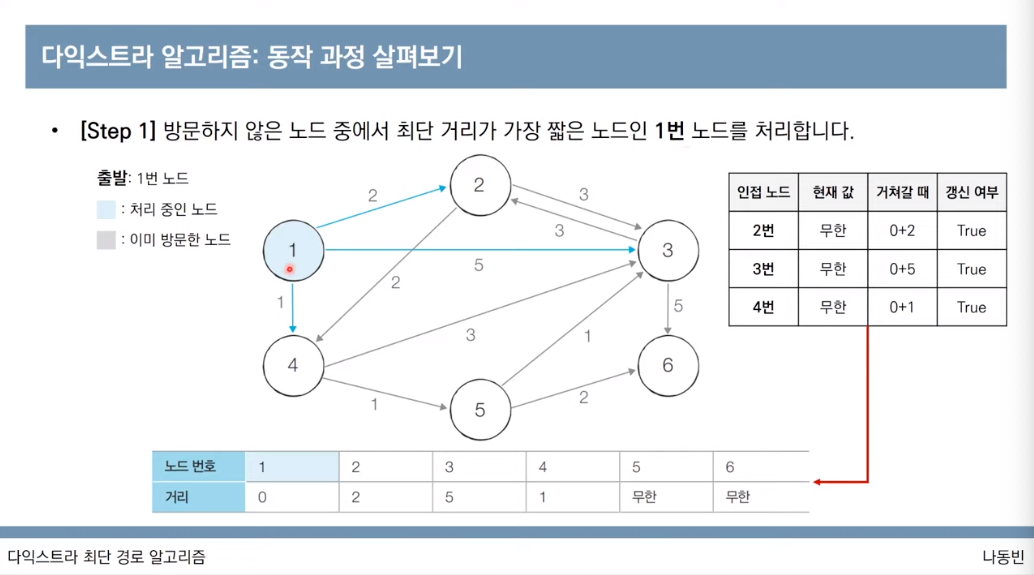 다익스트라 알고리즘: 동작 과정 살펴보기
• [Step 1] 방문하지 않은 노드 중에서 최단 거리가 가장 짧은 노드인 1번 노드를 처리합니다.
출발: 1번 노드
: 처리 중인 노드
: 이미 방문한 노드
2
2
3
3
1
5
3
2
1
5
3
1
4
6
1
5
2
인접 노드 현재 값 거쳐갈 때 갱신 여부
2번 무한 0+2 True
3번 무한 0+5 True
4번 무한 0+1 True
노드 번호 1 2 3 4 5 6
거리 0 2 5 1 무한 무한
다익스트라 최단 경로 알고리즘
나동빈